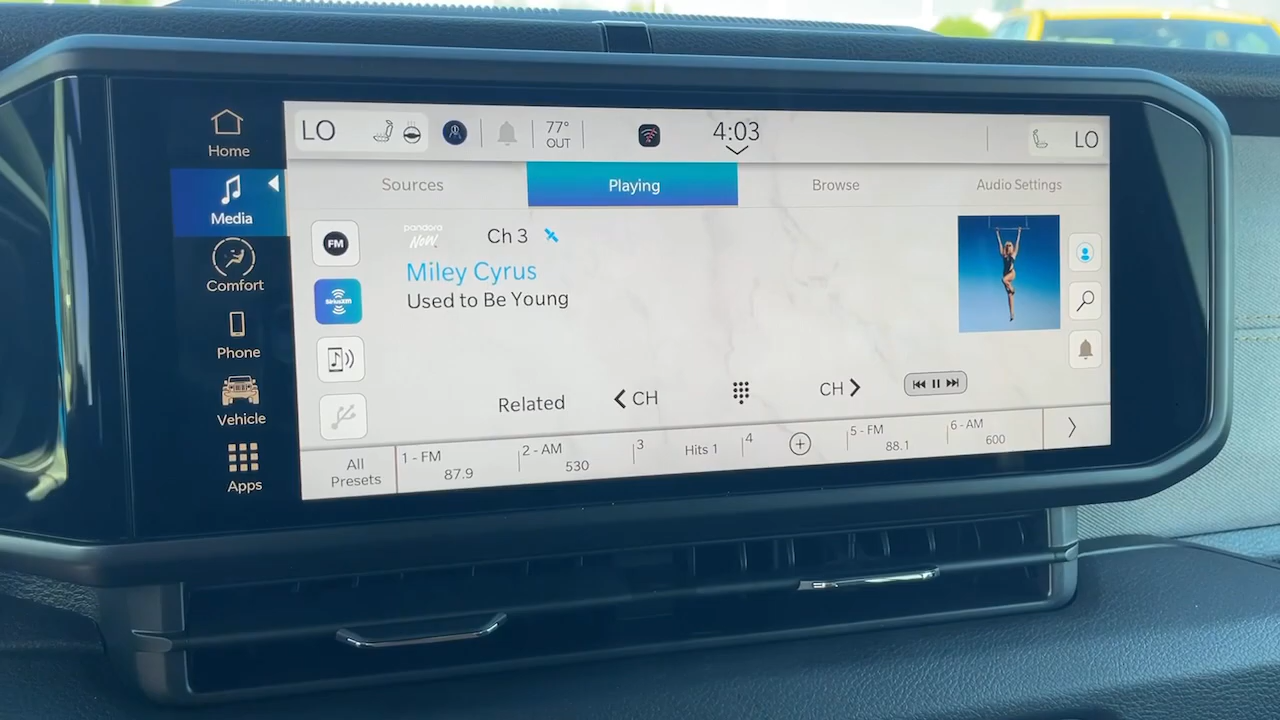 LO
77°
OUT
4:03
LO
Home
Media
Comfort
Phone
Vehicle
Apps
Sources
Playing
Browse
Audio Settings
FM
SiriusXM
pandora
NOW
Ch 3
Miley Cyrus
Used to Be Young
Related
CH
CH
All
Presets
1 - FM
87.9
2 - AM
530
3
Hits 1
4
5 - FM
88.1
6 - AM
600